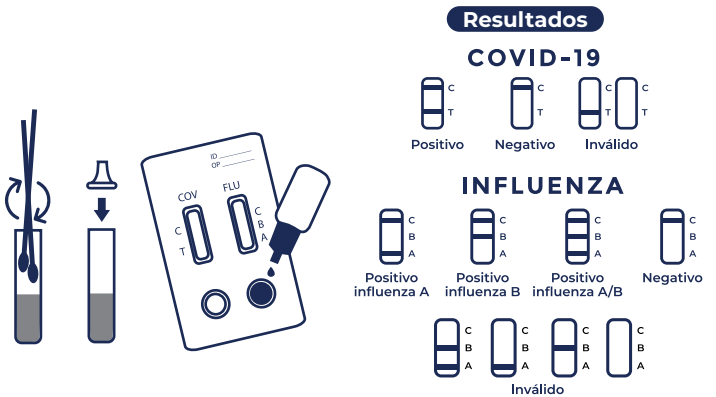 Resultados
COVID-19
C
T
Positivo
C
T
Negativo
C
T
C
T
Inválido
ID
OP
COV
FLU
C
T
C
B
A
INFLUENZA
C
B
A
Positivo
influenza A
C
B
A
Positivo
influenza B
C
B
A
Positivo
influenza A/B
C
B
A
Negativo
C
B
A
C
B
A
C
B
A
C
B
A
Inválido